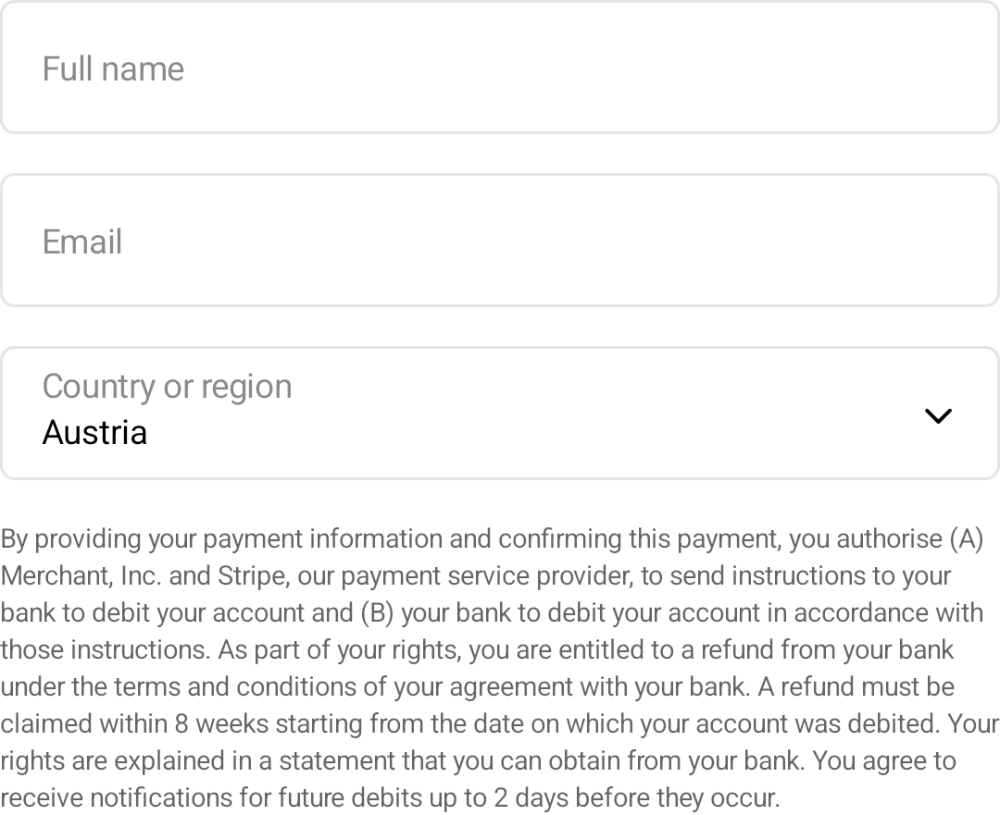 Full name
Email
Country or region
Austria
By providing your payment information and confirming this payment, you authorise (A)
Merchant, Inc. and Stripe, our payment service provider, to send instructions to your
bank to debit your account and (B) your bank to debit your account in accordance with
those instructions. As part of your rights, you are entitled to a refund from your bank
under the terms and conditions of your agreement with your bank. A refund must be
claimed within 8 weeks starting from the date on which your account was debited. Your
rights are explained in a statement that you can obtain from your bank. You agree to
receive notifications for future debits up to 2 days before they occur.